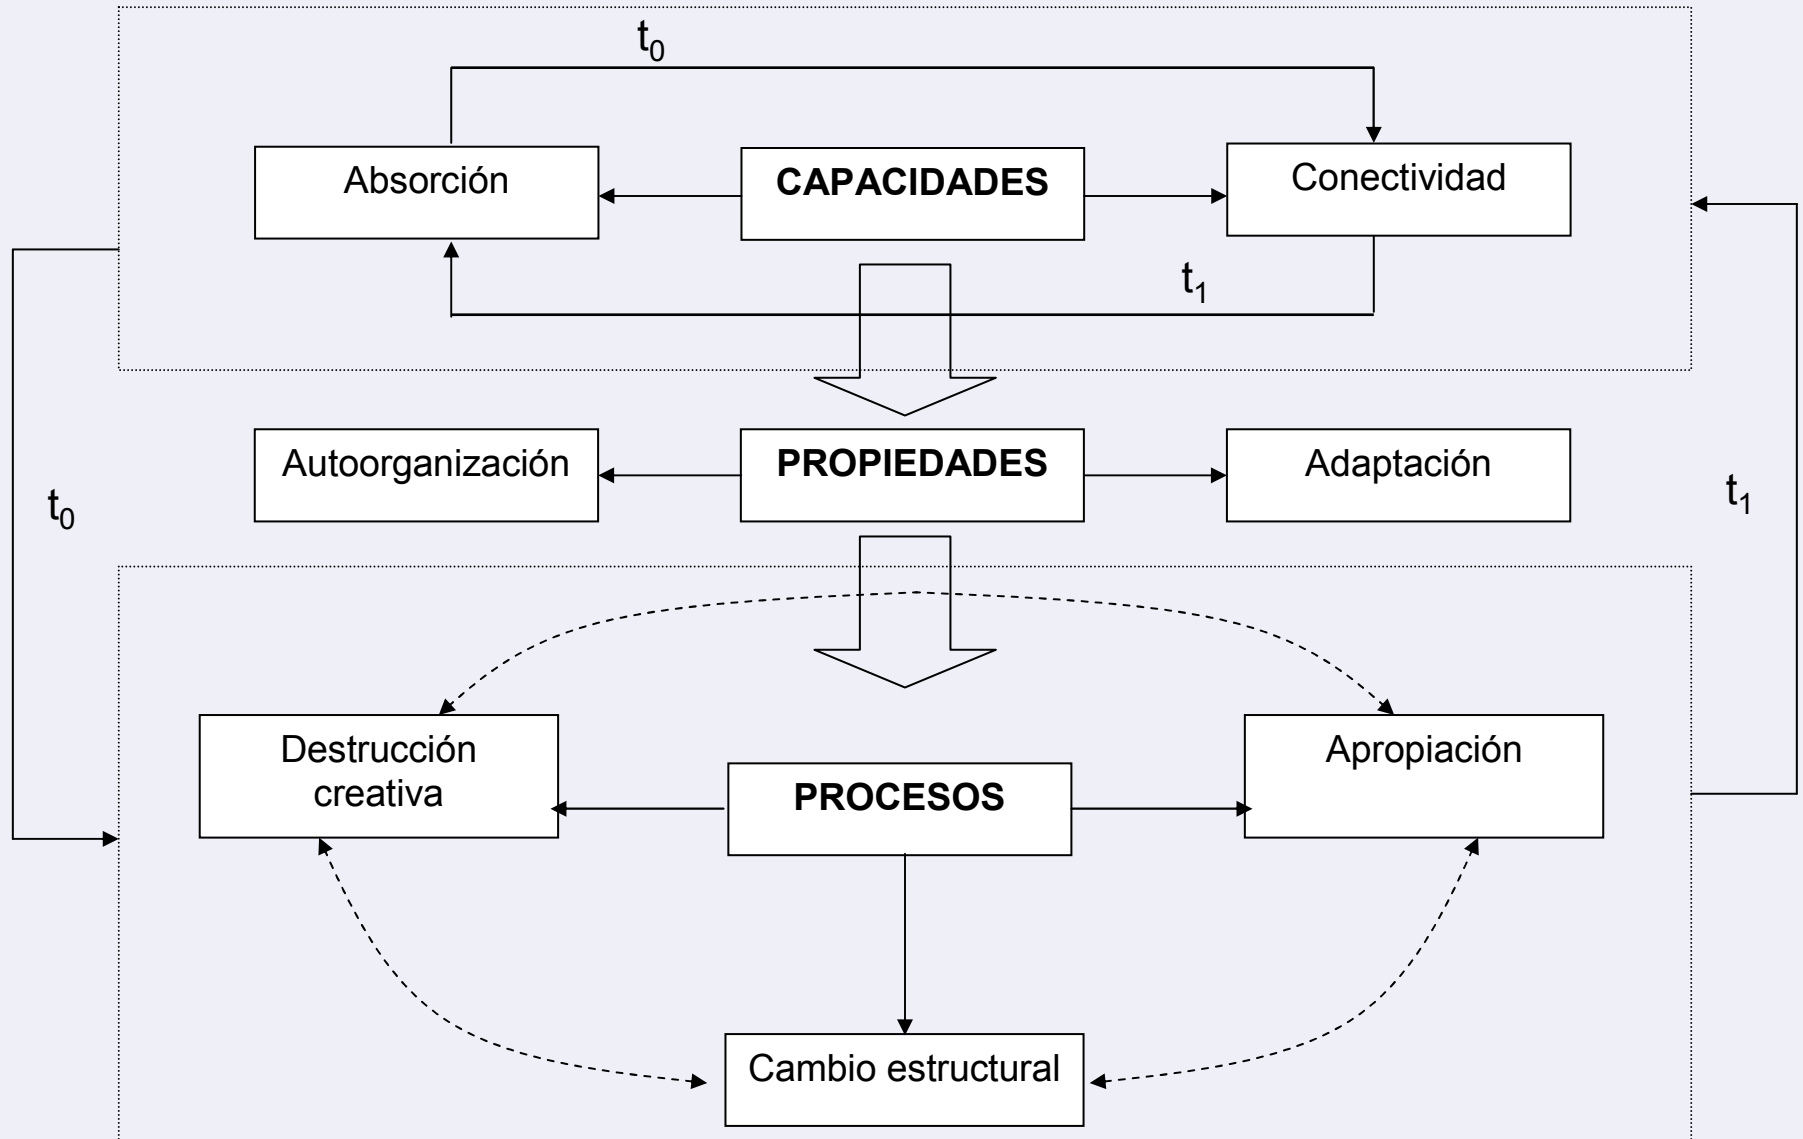 t₀
Absorción
CAPACIDADES
Conectividad
t₁
Autoorganización
PROPIEDADES
Adaptación
t₀
t₁
Destrucción
creativa
PROCESOS
Apropiación
Cambio estructural